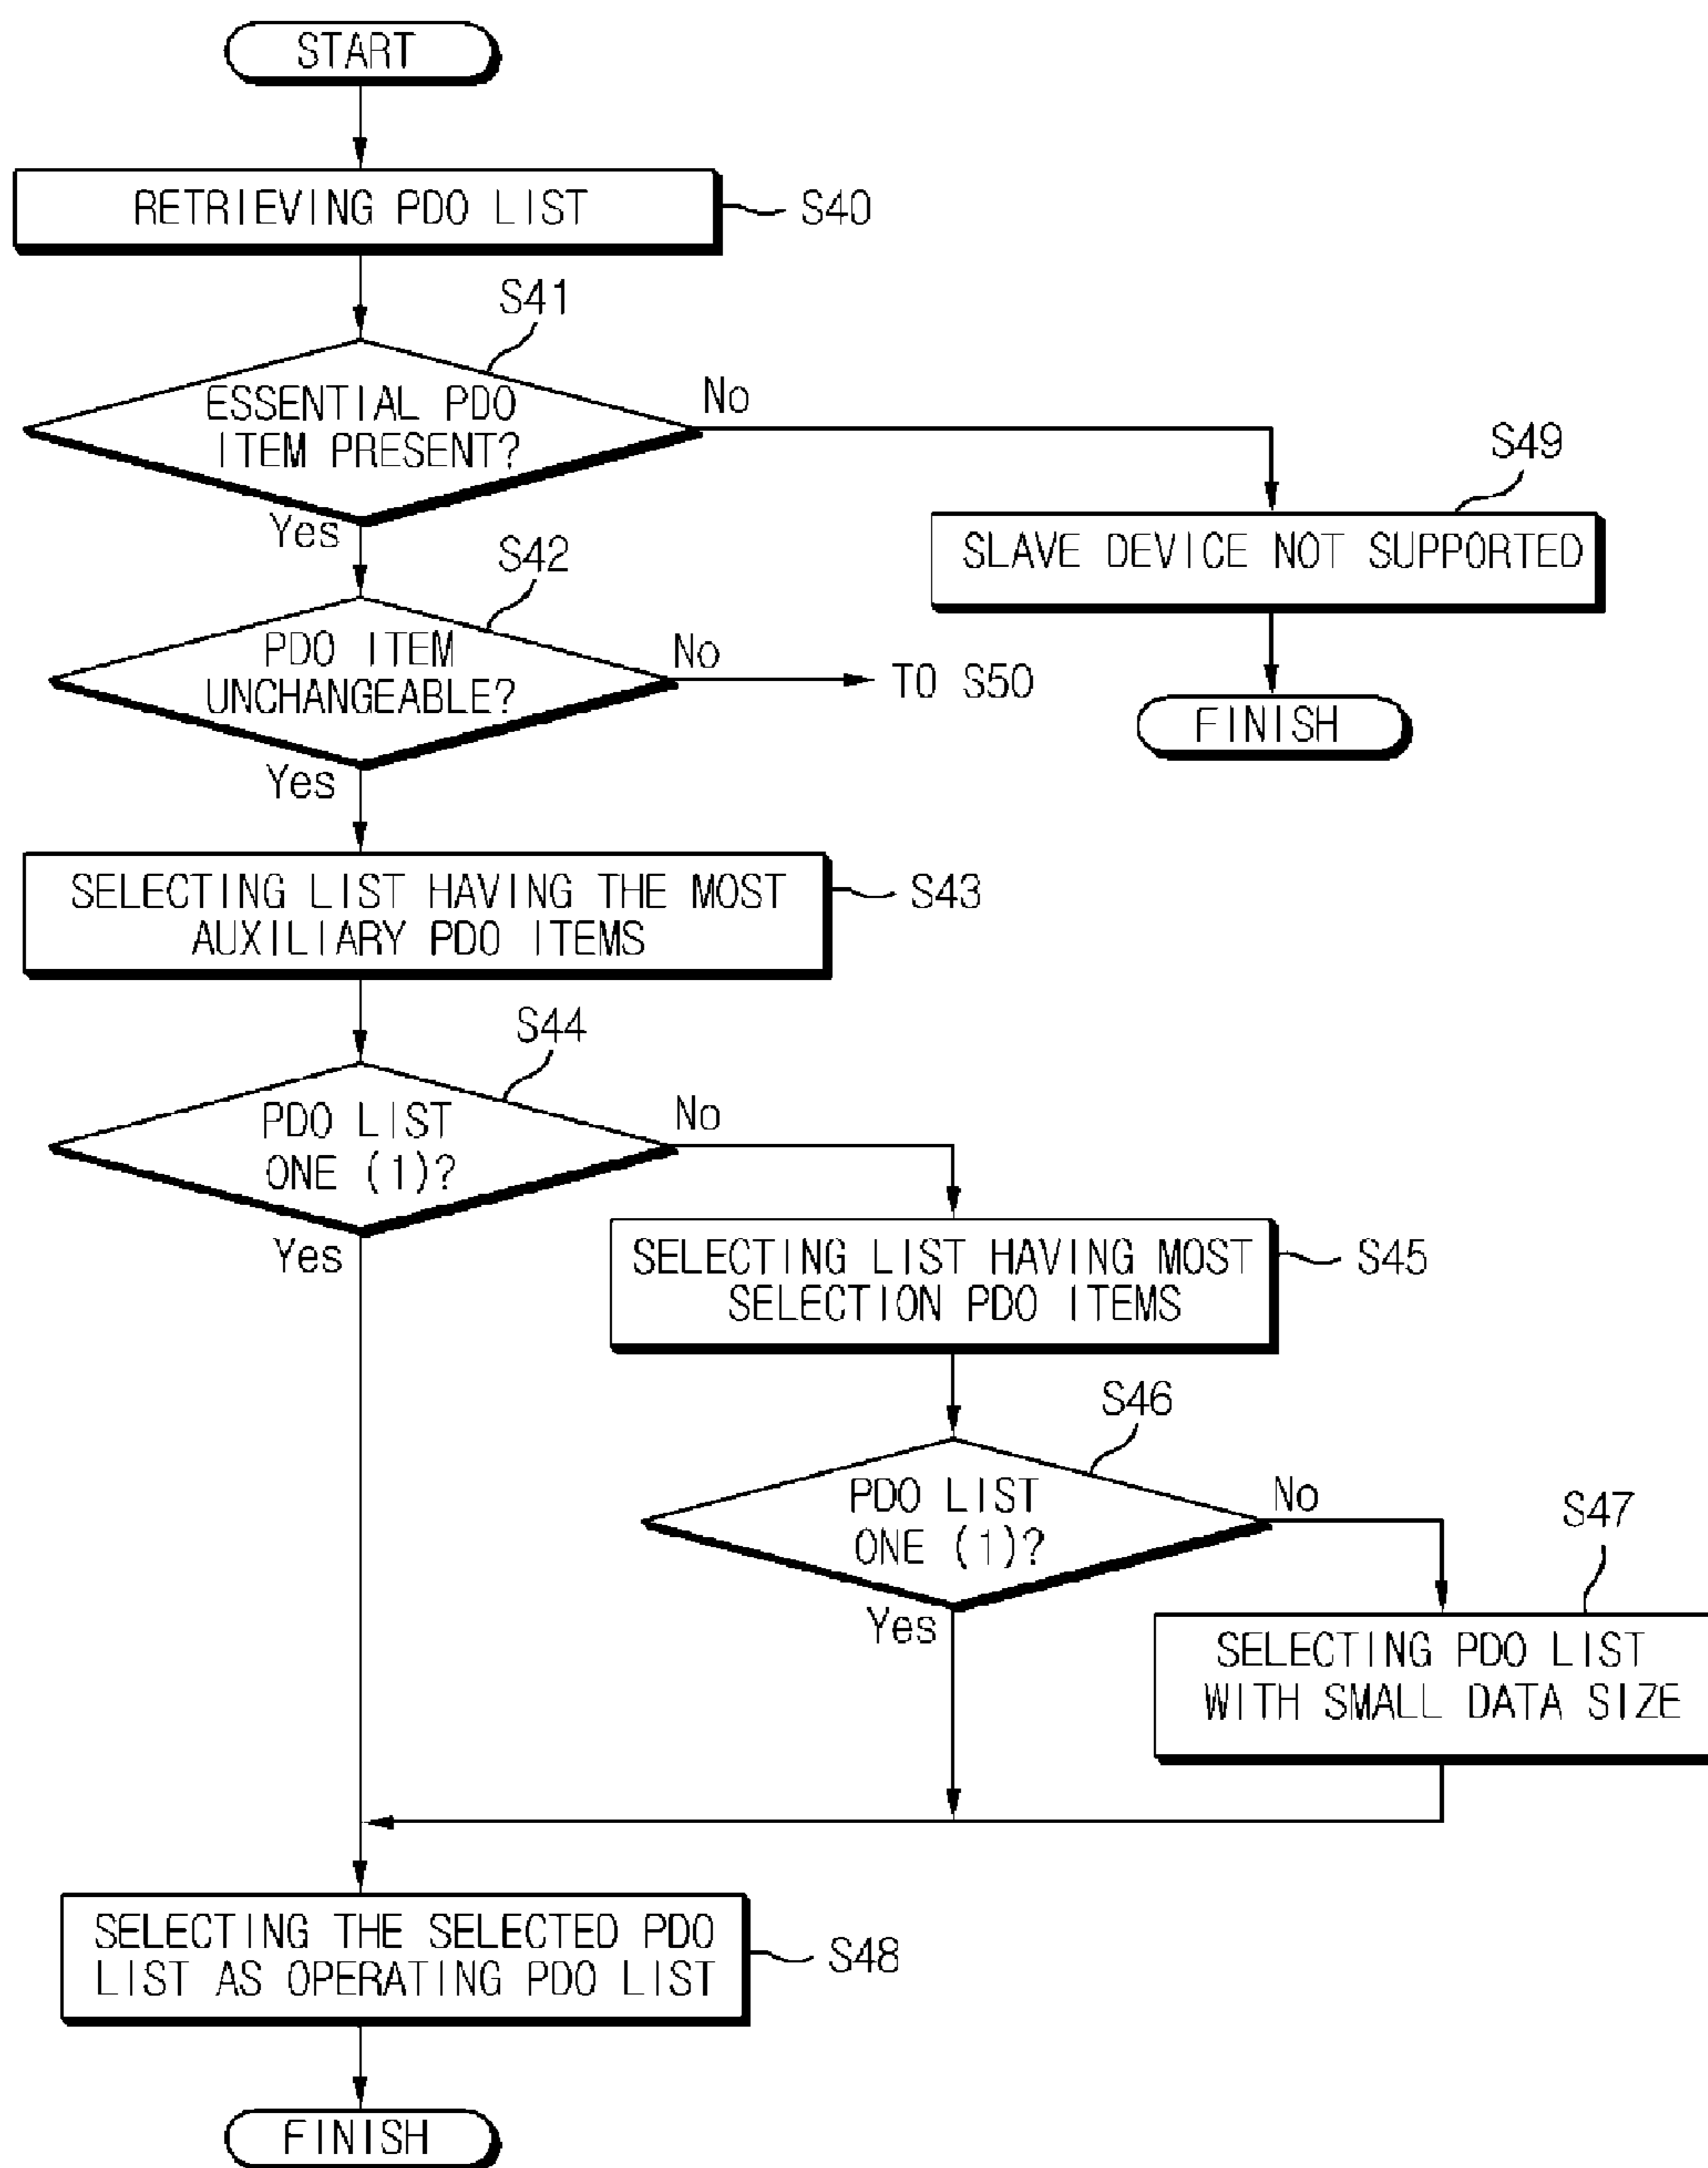 START
RETRIEVING PDO LIST
S40
S41
ESSENTIAL PDO
ITEM PRESENT?
No
Yes
S49
SLAVE DEVICE NOT SUPPORTED
FINISH
S42
PDO ITEM
UNCHANGEABLE?
No
TO S50
Yes
SELECTING LIST HAVING THE MOST
AUXILIARY PDO ITEMS
S43
S44
PDO LIST
ONE (1)?
No
Yes
SELECTING LIST HAVING MOST
SELECTION PDO ITEMS
S45
S46
PDO LIST
ONE (1)?
No
Yes
S47
SELECTING PDO LIST
WITH SMALL DATA SIZE
SELECTING THE SELECTED PDO
LIST AS OPERATING PDO LIST
S48
FINISH